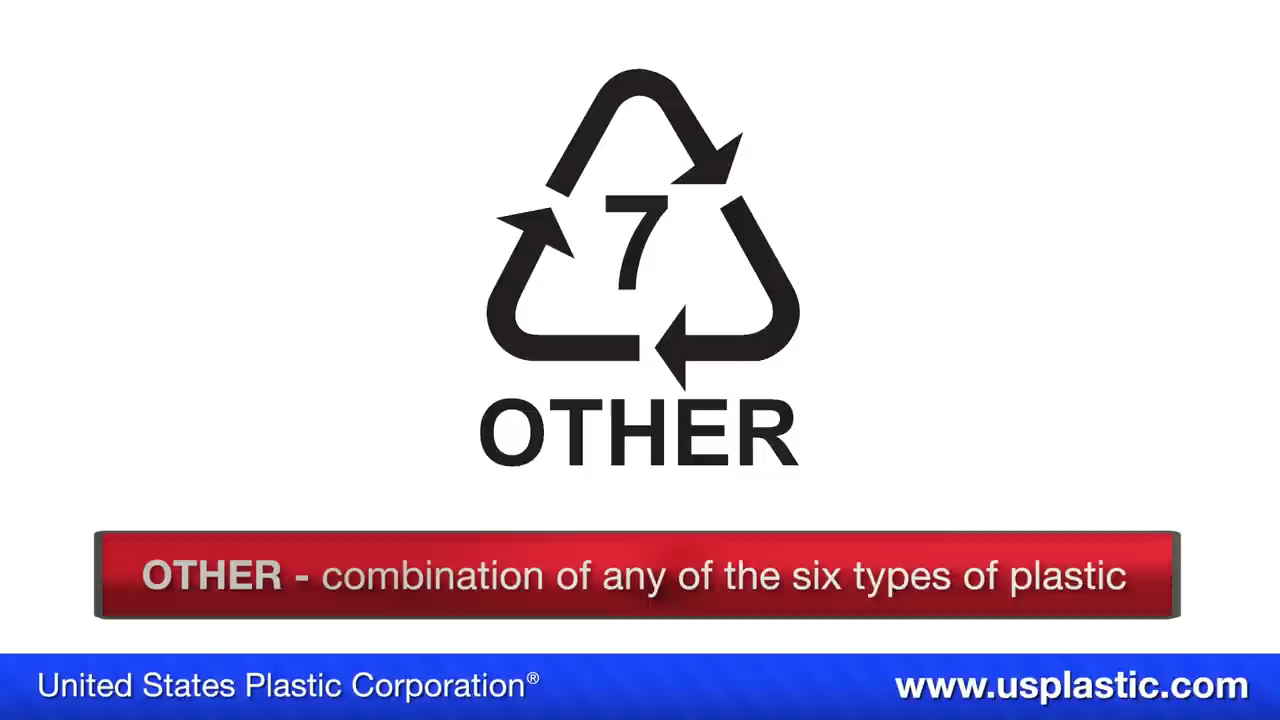 7
OTHER
OTHER - combination of any of the six types of plastic
United States Plastic Corporation®
www.usplastic.com